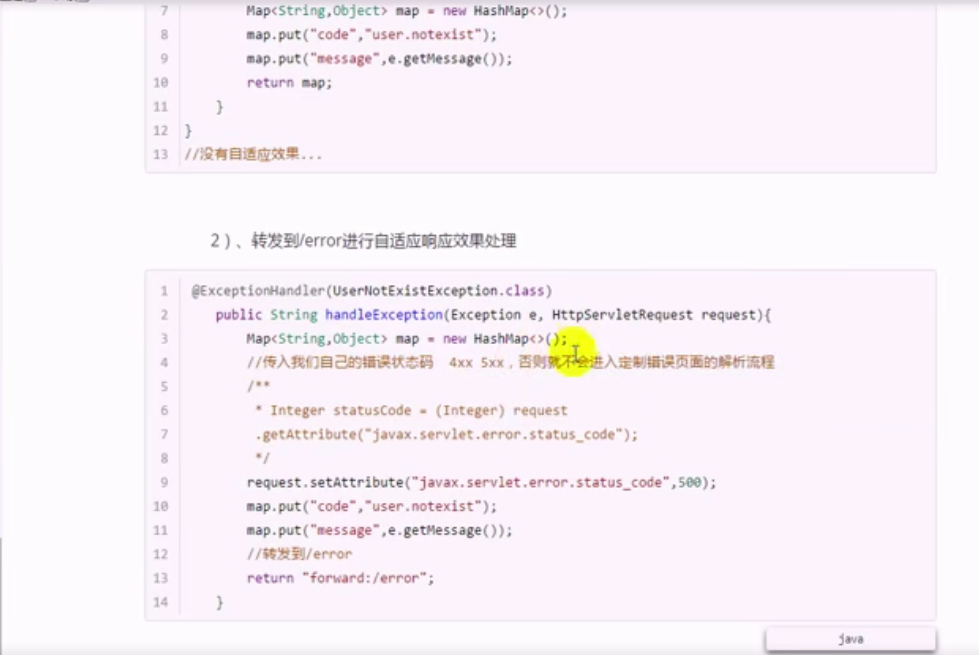 7 Map<String,Object> map = new HashMap<>();
8 map.put("code","user.notexist");
9 map.put("message",e.getMessage());
10 return map;
11 }
12 }
13 //没有自适应效果...
2）、转发到/error进行自适应响应效果处理
1 @ExceptionHandler(UserNotExistException.class)
2 public String handleException(Exception e, HttpServletRequest request){
3 Map<String,Object> map = new HashMap<>();
4 //传入我们自己的错误状态码 4xx 5xx，否则就不会进入定制错误页面的解析流程
5 /**
6 * Integer statusCode = (Integer) request
7 .getAttribute("javax.servlet.error.status_code");
8 */
9 request.setAttribute("javax.servlet.error.status_code",500);
10 map.put("code","user.notexist");
11 map.put("message",e.getMessage());
12 //转发到/error
13 return "forward:/error";
14 }
java